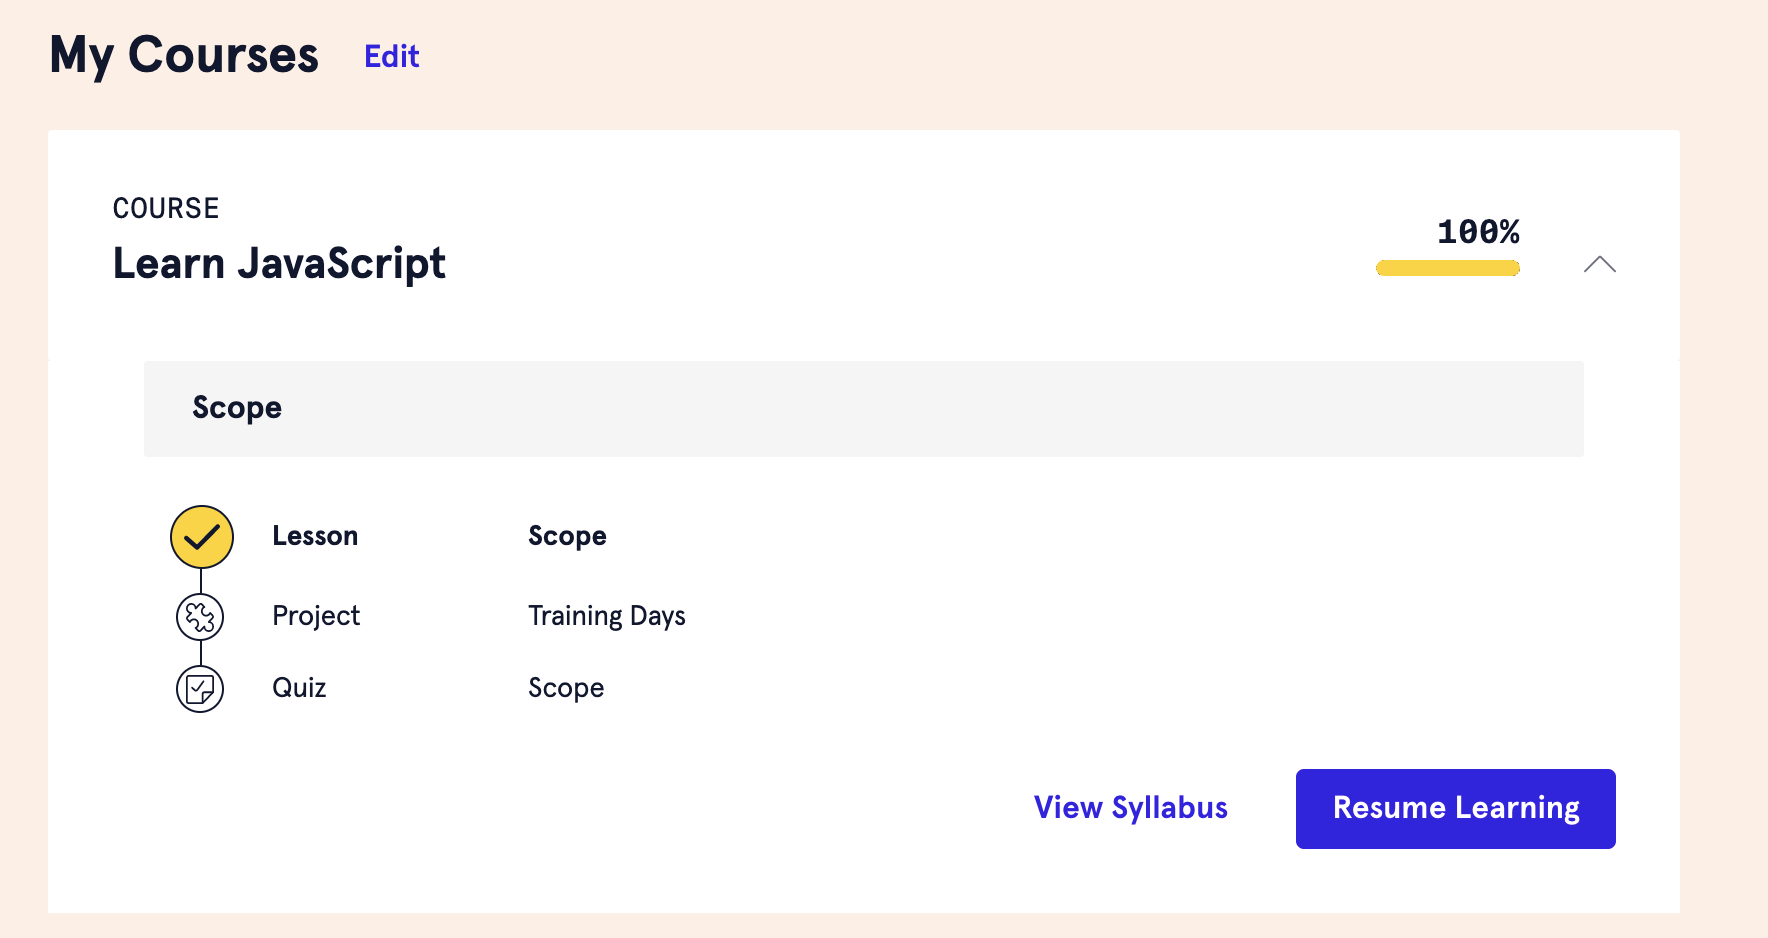 My Courses Edit
COURSE
Learn JavaScript
100%
Scope
Lesson Scope
Project Training Days
Quiz Scope
View Syllabus Resume Learning